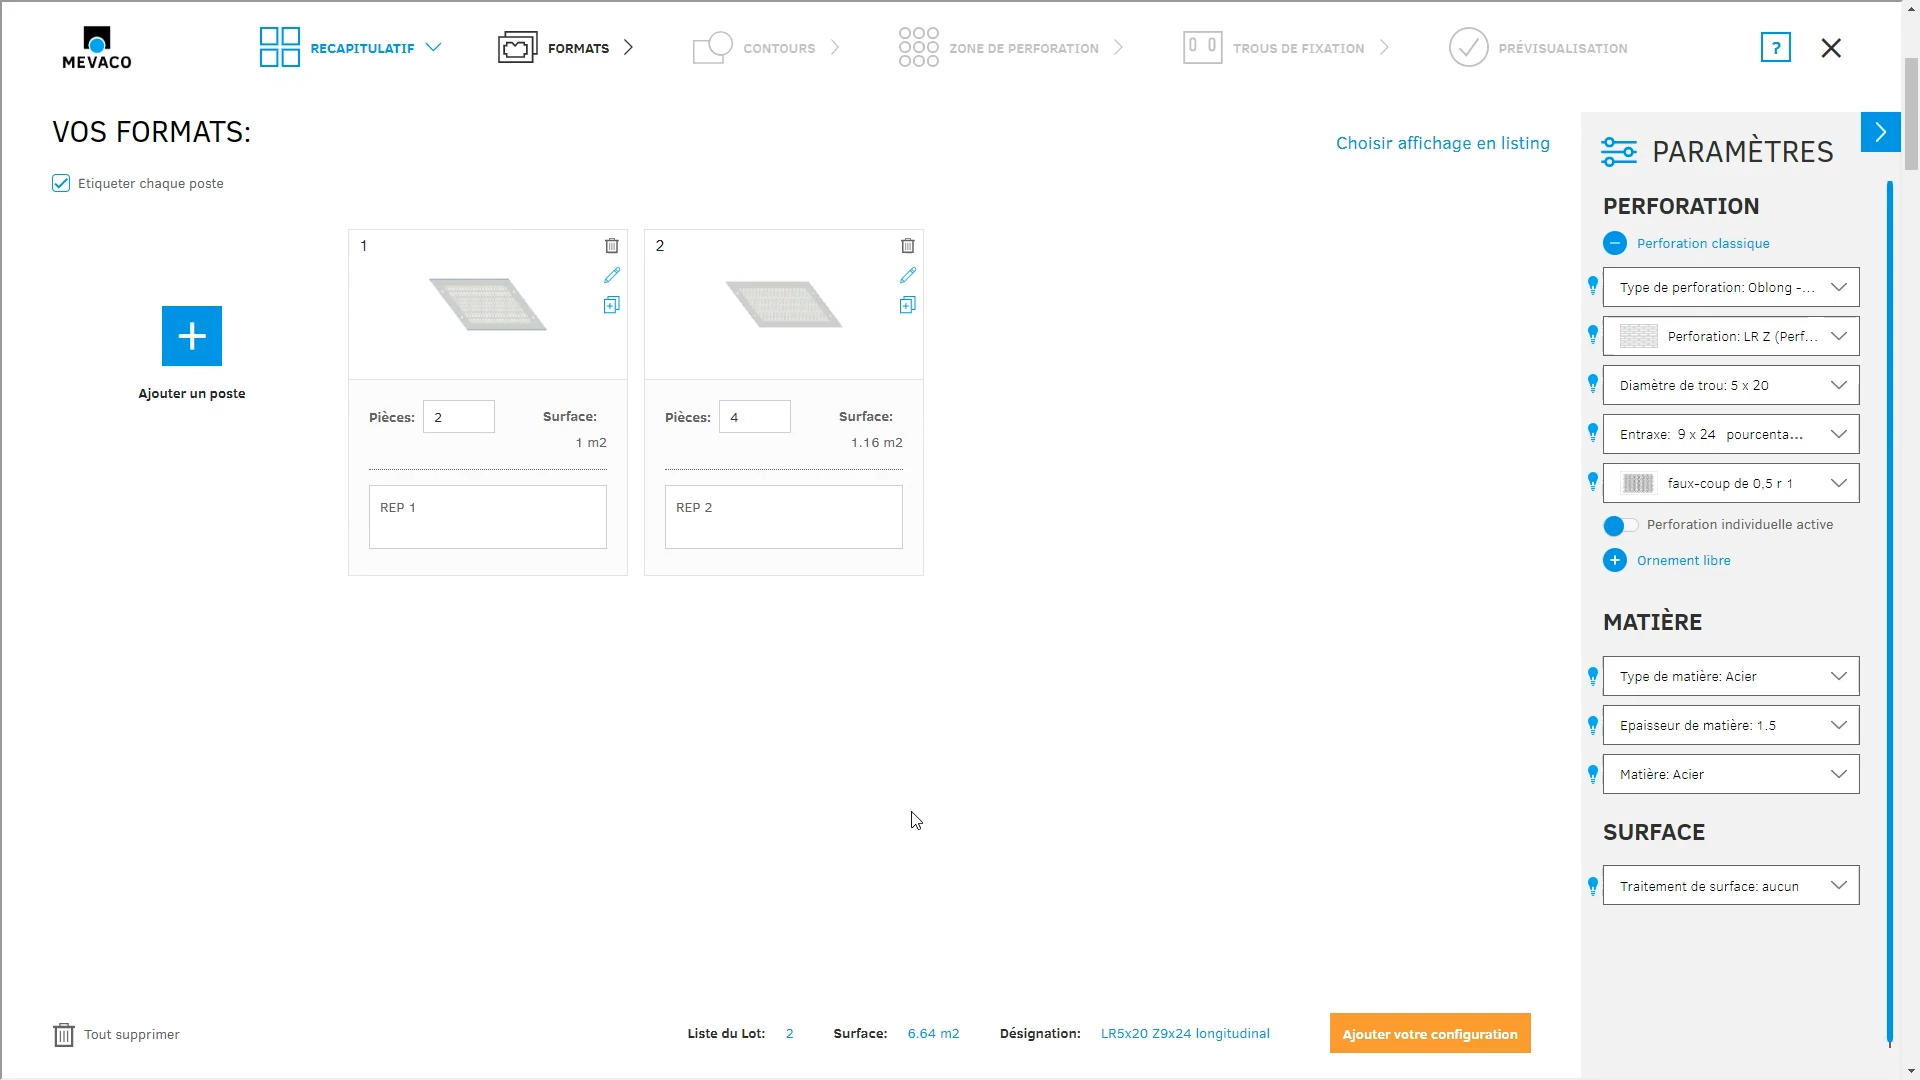 MEVACO
RECAPITULATIF
FORMATS
CONTOURS
ZONE DE PERFORATION
TROUS DE FIXATION
PRÉVISUALISATION
?
VOS FORMATS:
Choisir affichage en listing
Etiqueter chaque poste
Ajouter un poste
1
Pièces: 2
Surface:
1 m2
REP 1
2
Pièces: 4
Surface:
1.16 m2
REP 2
PARAMÈTRES
PERFORATION
Perforation classique
Type de perforation: Oblong -...
Perforation: LR Z (Perf...
Diamètre de trou: 5 x 20
Entraxe: 9 x 24 pourcenta...
faux-coup de 0,5 r 1
Perforation individuelle active
Ornement libre
MATIÈRE
Type de matière: Acier
Epaisseur de matière: 1.5
Matière: Acier
SURFACE
Traitement de surface: aucun
Tout supprimer
Liste du Lot: 2
Surface: 6.64 m2
Désignation: LR5x20 Z9x24 longitudinal
Ajouter votre configuration